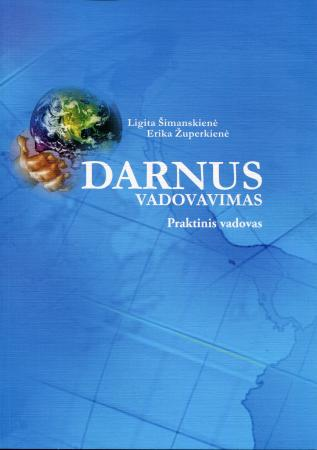 Ligita Šimanskienė
Erika Župerkienė
DARNUS
VADOVAVIMAS
Praktinis vadovas